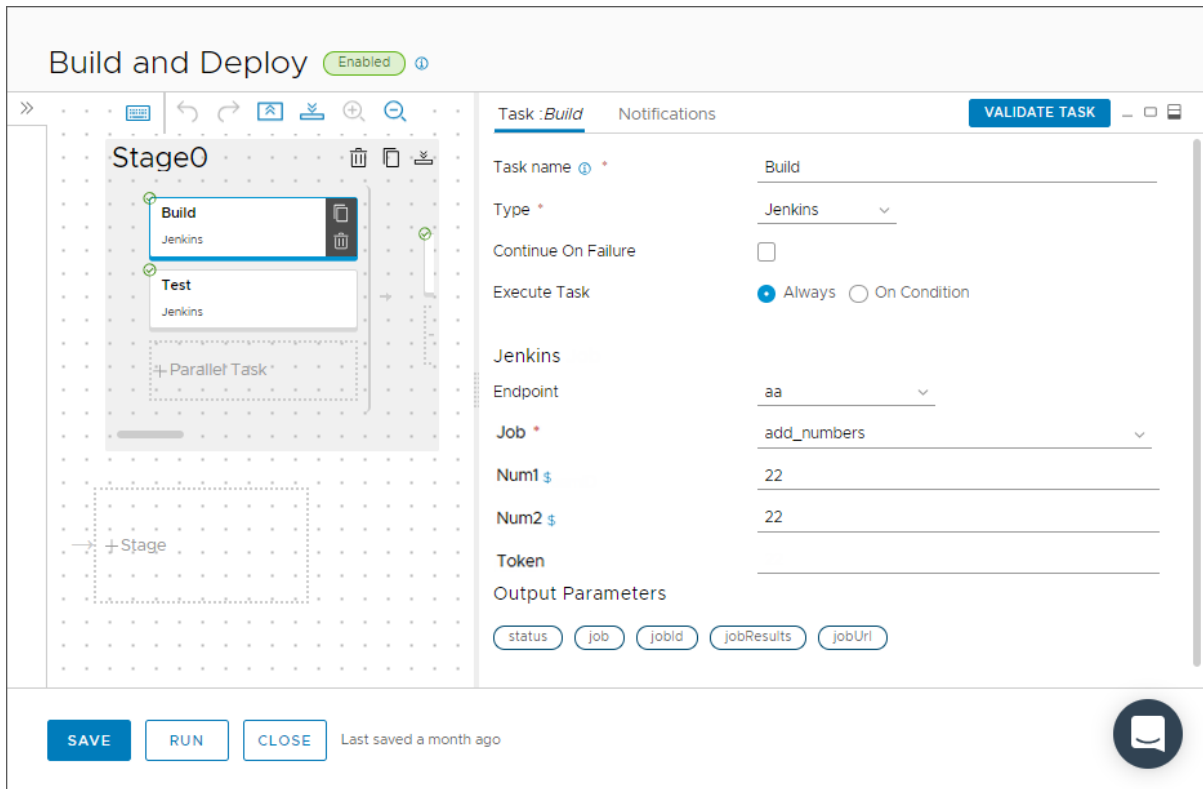 Build and Deploy Enabled
Task :Build Notifications VALIDATE TASK
Stage0
Build
Jenkins
Test
Jenkins
+ Parallel Task
+ Stage
Task name *
Build
Type *
Jenkins
Continue On Failure
Execute Task
Always On Condition
Jenkins
Endpoint
aa
Job *
add_numbers
Num1 $
22
Num2 $
22
Token
Output Parameters
status job jobId jobResults jobUrl
SAVE RUN CLOSE Last saved a month ago